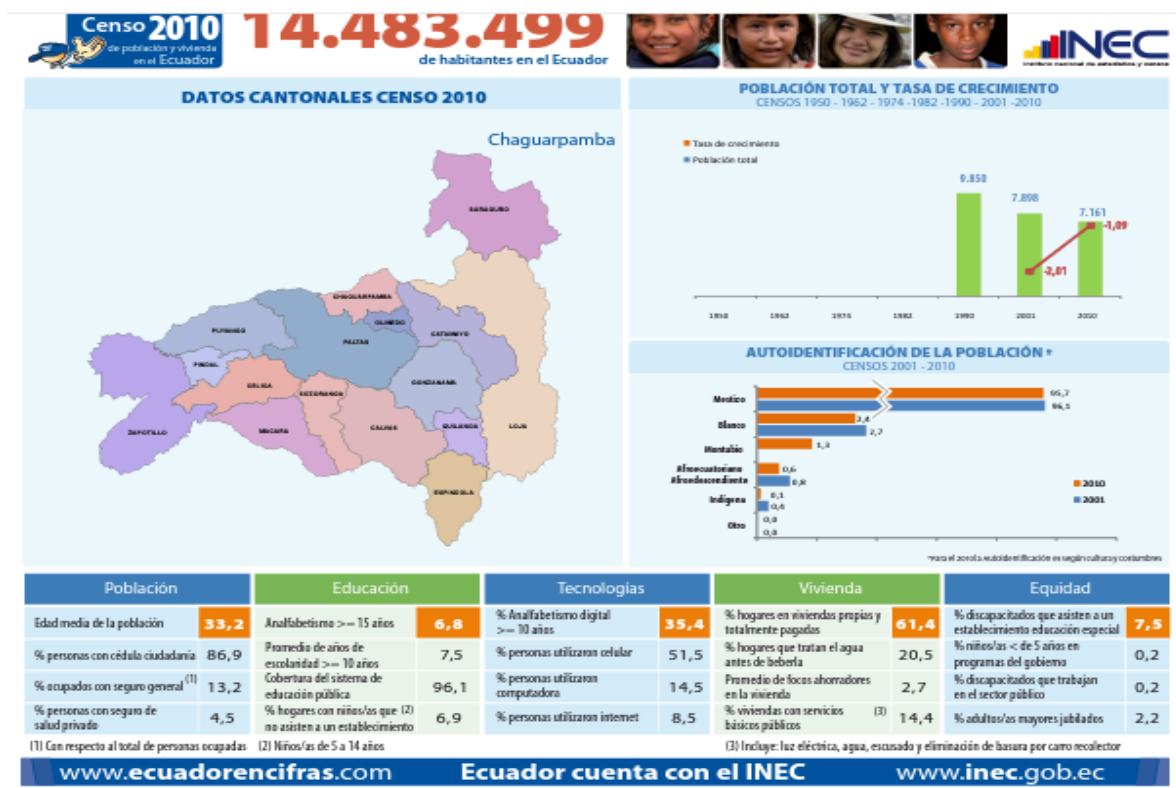 Censo 2010
de población y vivienda
en el Ecuador
14.483.499
de habitantes en el Ecuador
INEC
DATOS CANTONALES CENSO 2010
Chaguarpamba
SARAGURO
CHAGUARPAMBA
OLMEDO
CATAMAYO
PUYANGO
PALTAS
PINDAL
CELICA
SOZORANGA
GONZANAMA
ZAPOTILLO
MACARA
CALVAS
QUILANGA
LOJA
ESPINDOLA
POBLACIÓN TOTAL Y TASA DE CRECIMIENTO
CENSOS 1950 - 1962 - 1974 -1982 -1990 - 2001 -2010
Tasa de crecimiento
Población total
9.850
7.898
7.161
-1,09
-2,01
1950 1962 1974 1982 1990 2001 2010
AUTOIDENTIFICACIÓN DE LA POBLACIÓN *
CENSOS 2001 - 2010
Mestizo 95,7
96,1
Blanco 2,4
2,7
Montubio 1,3
Afroecuatoriano 0,6
Afrodescendiente 0,8
Indígena 0,1
0,4
Otro 0,0
0,0
2010
2001
*Para el 2010 la Autoidentificación es según cultura y costumbres
Población
Edad media de la población 33,2
% personas con cédula ciudadanía 86,9
% ocupados con seguro general (1) 13,2
% personas con seguro de
salud privado 4,5
Educación
Analfabetismo >= 15 años 6,8
Promedio de años de
escolaridad >= 10 años 7,5
Cobertura del sistema de
educación pública 96,1
% hogares con niños/as que (2)
no asisten a un establecimiento 6,9
Tecnologías
% Analfabetismo digital
>= 10 años 35,4
% personas utilizaron celular 51,5
% personas utilizaron
computadora 14,5
% personas utilizaron internet 8,5
Vivienda
% hogares en viviendas propias y
totalmente pagadas 61,4
% hogares que tratan el agua
antes de beberla 20,5
Promedio de focos ahorradores
en la vivienda 2,7
% viviendas con servicios (3)
básicos públicos 14,4
Equidad
% discapacitados que asisten a un
establecimiento educación especial 7,5
% niños/as < de 5 años en
programas del gobierno 0,2
% discapacitados que trabajan
en el sector público 0,2
% adultos/as mayores jubilados 2,2
(1) Con respecto al total de personas ocupadas (2) Niños/as de 5 a 14 años
(3) Incluye: luz eléctrica, agua, escusado y eliminación de basura por carro recolector
www.ecuadorencifras.com Ecuador cuenta con el INEC www.inec.gob.ec